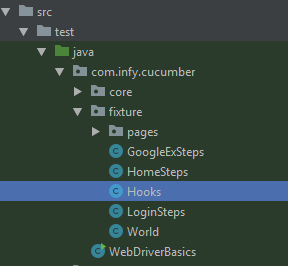 src
test
java
com.infy.cucumber
core
fixture
pages
GoogleExSteps
HomeSteps
Hooks
LoginSteps
World
WebDriverBasics